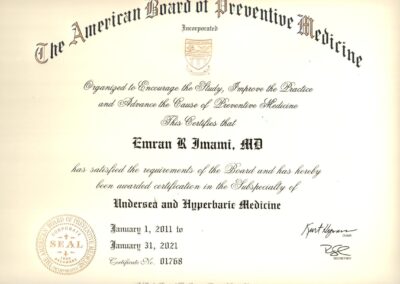 The American Board of Preventive Medicine
Incorporated
Organized to Encourage the Study, Improve the Practice
and Advance the Cause of Preventive Medicine
This Certifies that
Emran R Imami, MD
has satisfied the requirements of the Board and has hereby
been awarded certification in the Subspecialty of
Undersea and Hyperbaric Medicine
January 1, 2011 to
January 31, 2021
Certificate No. 01768
CORPORATE
SEAL
CHAIR
SECRETARY